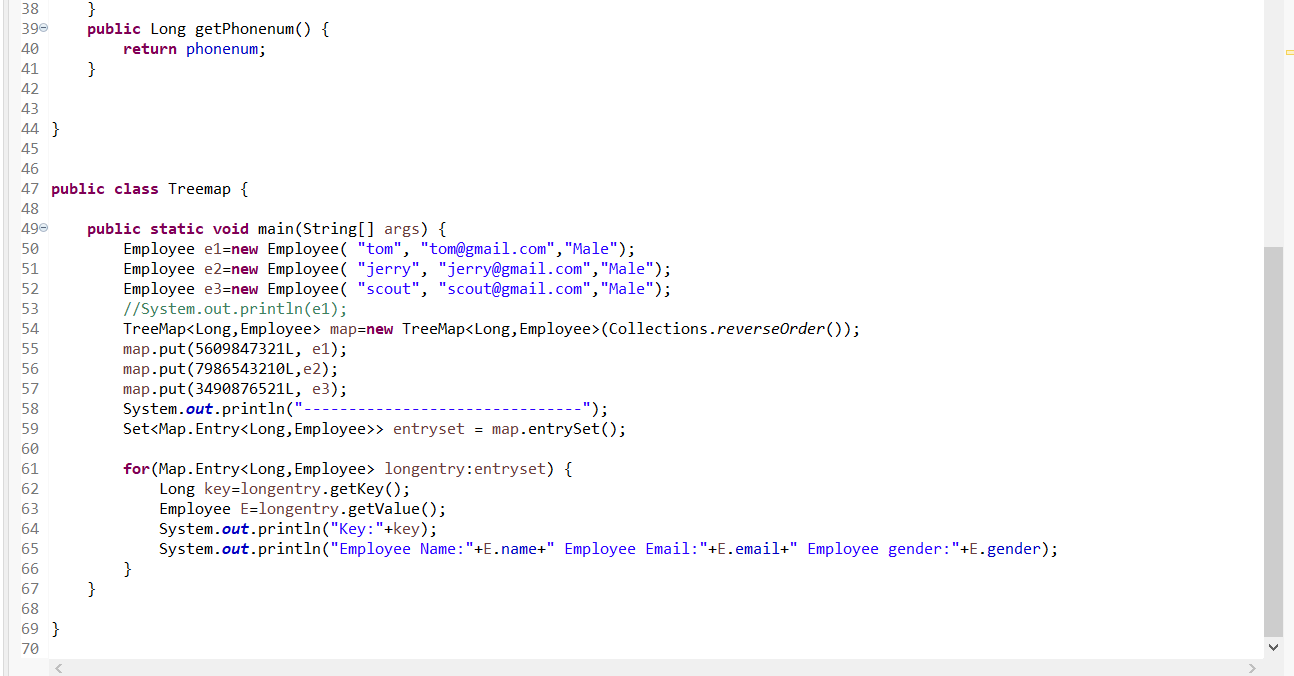 38     }
39     public Long getPhonenum() {
40         return phonenum;
41     }
42
43
44 }
45
46
47 public class Treemap {
48
49     public static void main(String[] args) {
50         Employee e1=new Employee( "tom", "tom@gmail.com","Male");
51         Employee e2=new Employee( "jerry", "jerry@gmail.com","Male");
52         Employee e3=new Employee( "scout", "scout@gmail.com","Male");
53         //System.out.println(e1);
54         TreeMap<Long,Employee> map=new TreeMap<Long,Employee>(Collections.reverseOrder());
55         map.put(5609847321L, e1);
56         map.put(7986543210L,e2);
57         map.put(3490876521L, e3);
58         System.out.println("-------------------------------");
59         Set<Map.Entry<Long,Employee>> entryset = map.entrySet();
60
61         for(Map.Entry<Long,Employee> longentry:entryset) {
62             Long key=longentry.getKey();
63             Employee E=longentry.getValue();
64             System.out.println("Key:"+key);
65             System.out.println("Employee Name:"+E.name+" Employee Email:"+E.email+" Employee gender:"+E.gender);
66         }
67     }
68
69 }
70